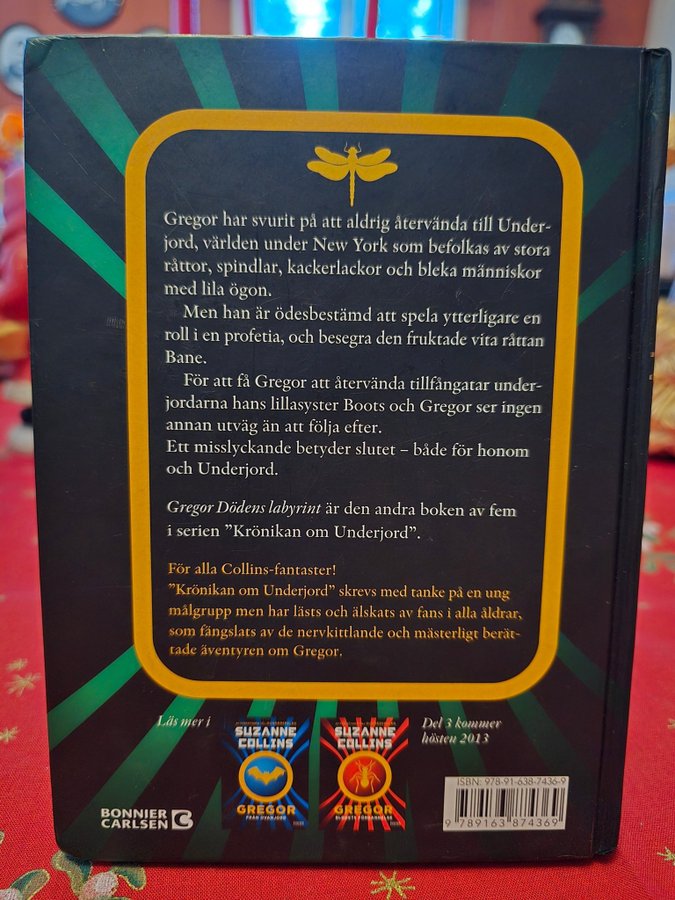 Gregor har svurit på att aldrig återvända till Under-
jord, världen under New York som befolkas av stora
råttor, spindlar, kackerlackor och bleka människor
med lila ögon.
Men han är ödesbestämd att spela ytterligare en
roll i en profetia, och besegra den fruktade vita råttan
Bane.
För att få Gregor att återvända tillfångatar under-
jordarna hans lillasyster Boots och Gregor ser ingen
annan utväg än att följa efter.
Ett misslyckande betyder slutet – både för honom
och Underjord.
Gregor Dödens labyrint är den andra boken av fem
i serien ”Krönikan om Underjord”.
För alla Collins-fantaster!
”Krönikan om Underjord” skrevs med tanke på en ung
målgrupp men har lästs och älskats av fans i alla åldrar,
som fängslats av de nervkittlande och mästerligt berät-
tade äventyren om Gregor.
Läs mer i
SUZANNE
COLLINS
GREGOR
FRÅN OVANJORD
SUZANNE
COLLINS
GREGOR
BLODETS FÖRBANNELSE
Del 3 kommer
hösten 2013
BONNIER
CARLSEN
ISBN: 978-91-638-7436-9
9 789163 874369